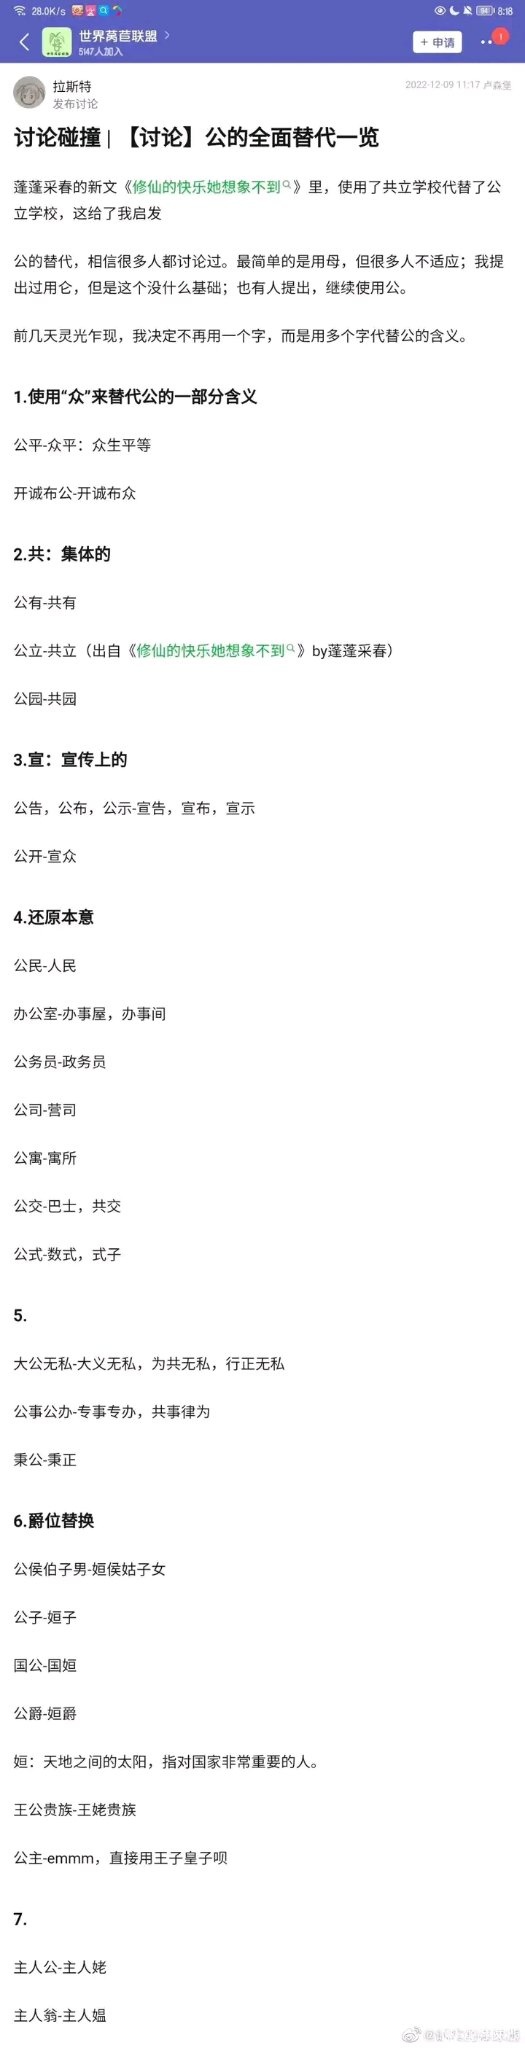 28.0K/s
94
8:18
世界莴苣联盟
5147人加入
+ 申请
1
拉斯特
发布讨论
2022-12-09 11:17 卢森堡
讨论碰撞 | 【讨论】公的全面替代一览
蓬蓬采春的新文《修仙的快乐她想象不到》里，使用了共立学校代替了公
立学校，这给了我启发
公的替代，相信很多人都讨论过。最简单的是用母，但很多人不适应；我提
出过用仑，但是这个没什么基础；也有人提出，继续使用公。
前几天灵光乍现，我决定不再用一个字，而是用多个字代替公的含义。
1.使用“众”来替代公的一部分含义
公平-众平：众生平等
开诚布公-开诚布众
2.共：集体的
公有-共有
公立-共立（出自《修仙的快乐她想象不到》by蓬蓬采春）
公园-共园
3.宣：宣传上的
公告，公布，公示-宣告，宣布，宣示
公开-宣众
4.还原本意
公民-人民
办公室-办事屋，办事间
公务员-政务员
公司-营司
公寓-寓所
公交-巴士，共交
公式-数式，式子
5.
大公无私-大义无私，为共无私，行正无私
公事公办-专事专办，共事律为
秉公-秉正
6.爵位替换
公侯伯子男-姮侯姑子女
公子-姮子
国公-国姮
公爵-姮爵
姮：天地之间的太阳，指对国家非常重要的人。
王公贵族-王姥贵族
公主-emmm，直接用王子皇子呗
7.
主人公-主人姥
主人翁-主人媪